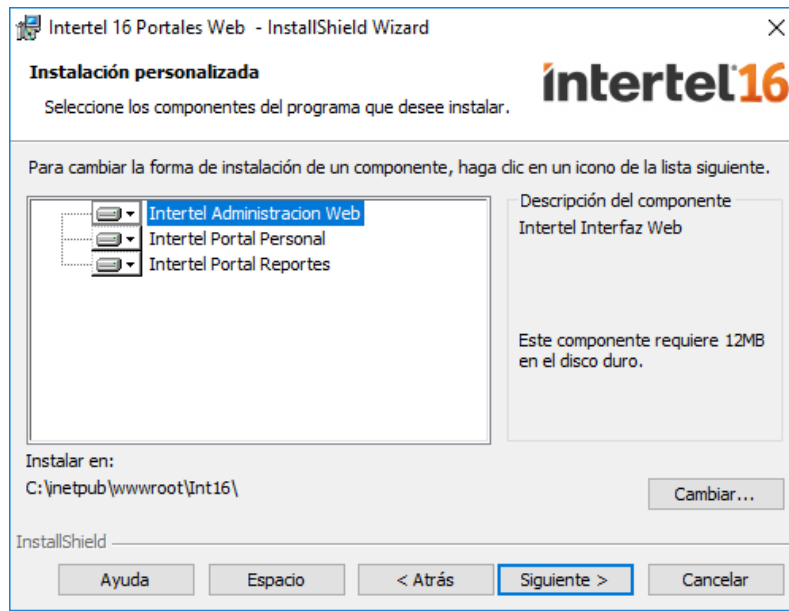 Intertel 16 Portales Web - InstallShield Wizard
Instalación personalizada
Seleccione los componentes del programa que desee instalar.
íntertel 16
Para cambiar la forma de instalación de un componente, haga clic en un icono de la lista siguiente.
Intertel Administracion Web
Intertel Portal Personal
Intertel Portal Reportes
Descripción del componente
Intertel Interfaz Web
Este componente requiere 12MB
en el disco duro.
Instalar en:
C:\inetpub\wwwroot\Int16\
Cambiar...
InstallShield
Ayuda
Espacio
< Atrás
Siguiente >
Cancelar